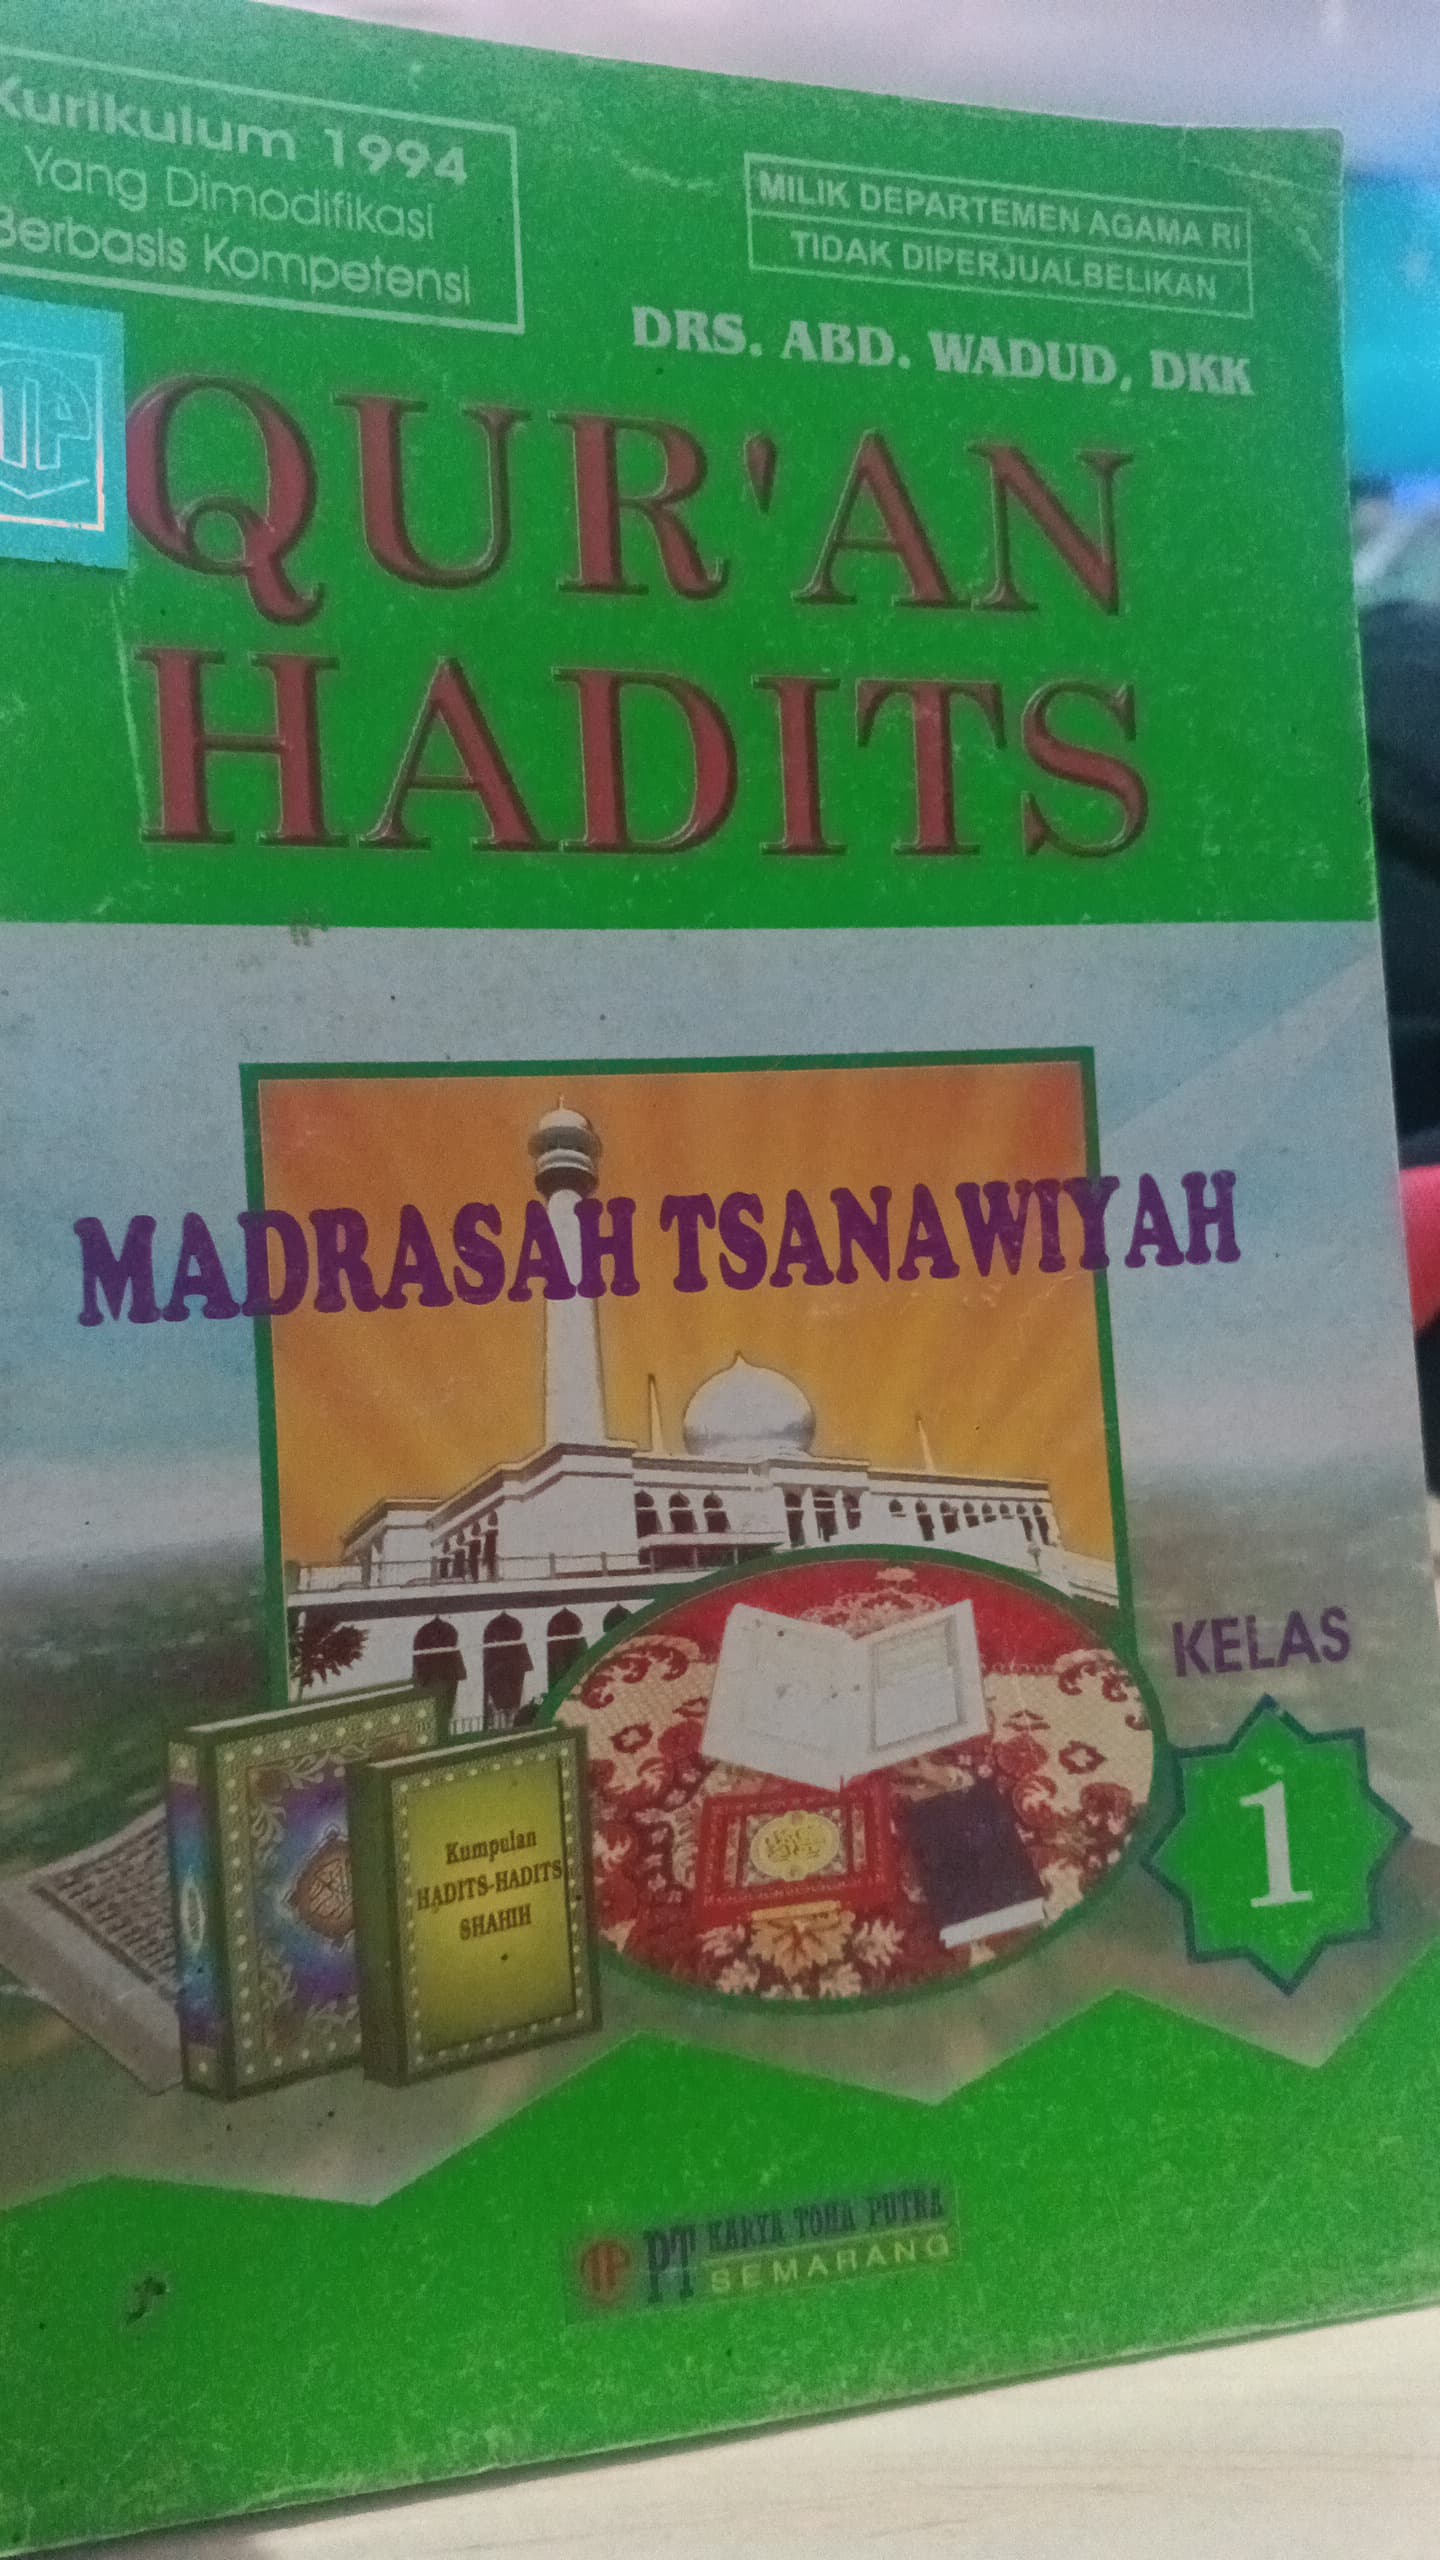 Kurikulum 1994
Yang Dimodifikasi
Berbasis Kompetensi
MILIK DEPARTEMEN AGAMA RI
TIDAK DIPERJUALBELIKAN
DRS. ABD. WADUD, DKK
QUR'AN
HADITS
MADRASAH TSANAWIYAH
KELAS
1
Kumpulan
HADITS-HADITS
SHAHIH
PT KARYA TOHA PUTRA
SEMARANG